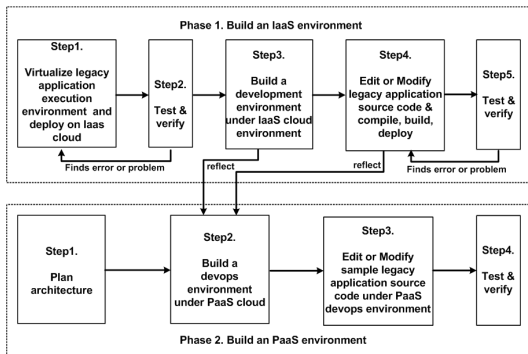 Phase 1. Build an IaaS environment
Step1.
Virtualize legacy
application
execution
environment and
deploy on Iaas
cloud
Step2.
Test &
verify
Step3.
Build a
development
environment
under IaaS cloud
environment
Step4.
Edit or Modify
legacy application
source code &
compile, build,
deploy
Step5.
Test &
verify
Finds error or problem
reflect
reflect
Finds error or problem
Step1.
Plan
architecture
Step2.
Build a
devops
environment
under PaaS cloud
Step3.
Edit or Modify
sample legacy
application source
code under PaaS
devops environment
Step4.
Test &
verify
Phase 2. Build an PaaS environment